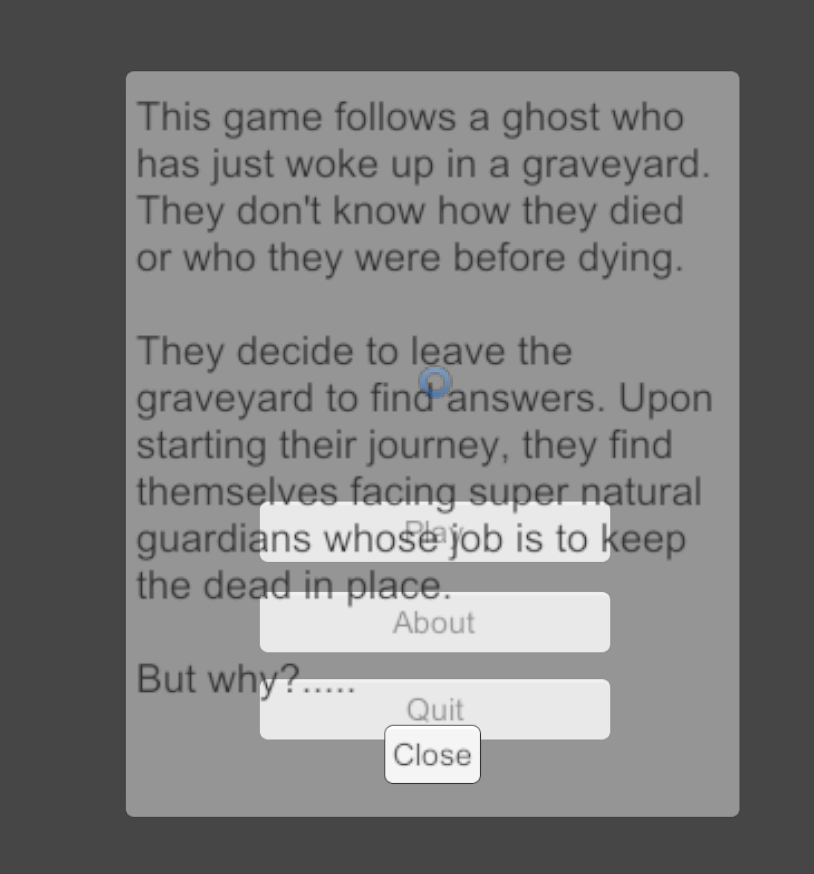 This game follows a ghost who
has just woke up in a graveyard.
They don't know how they died
or who they were before dying.
They decide to leave the
graveyard to find answers. Upon
starting their journey, they find
themselves facing super natural
guardians whose job is to keep
Play
the dead in place.
About
But why?.....
Quit
Close